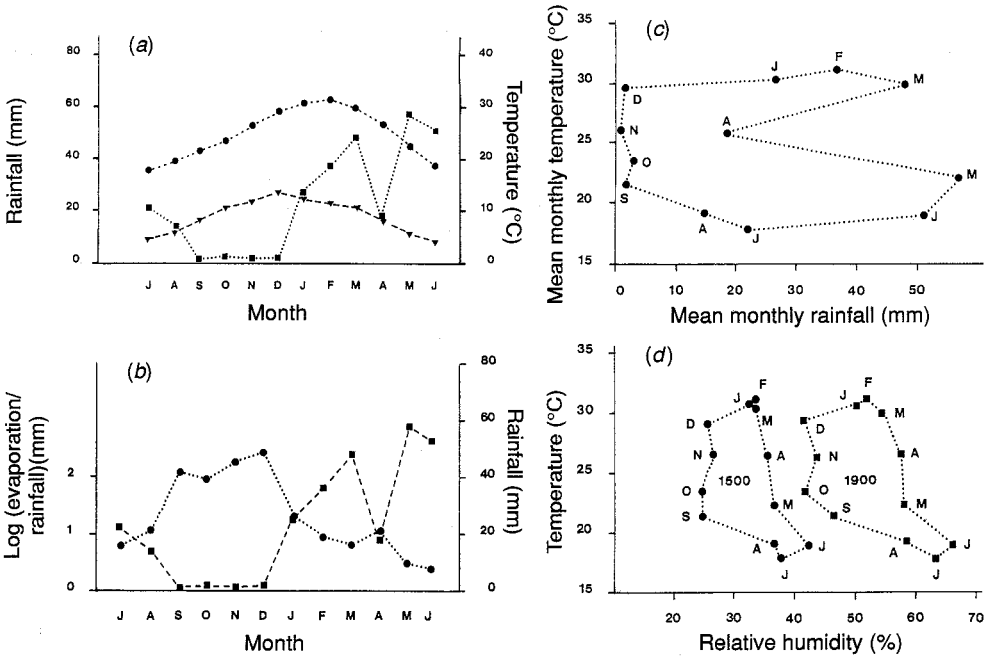 (a)
Rainfall (mm)
80
60
40
20
0
40
30
20
10
0
Temperature (°C)
J A S O N D J F M A M J
Month
(c)
Mean monthly temperature (°C)
35
30
25
20
15
J
F
M
D
A
N
O
M
S
A
J
J
0 10 20 30 40 50
Mean monthly rainfall (mm)
(b)
Log (evaporation/
rainfall)(mm)
2
1
0
80
60
40
20
0
Rainfall (mm)
J A S O N D J F M A M J
Month
(d)
Temperature (°C)
35
30
25
20
15
F
J
M
D
N
A
1500
O
M
S
A
J
J
F
J
M
D
A
N
1900
O
M
S
J
A
J
20 30 40 50 60 70
Relative humidity (%)